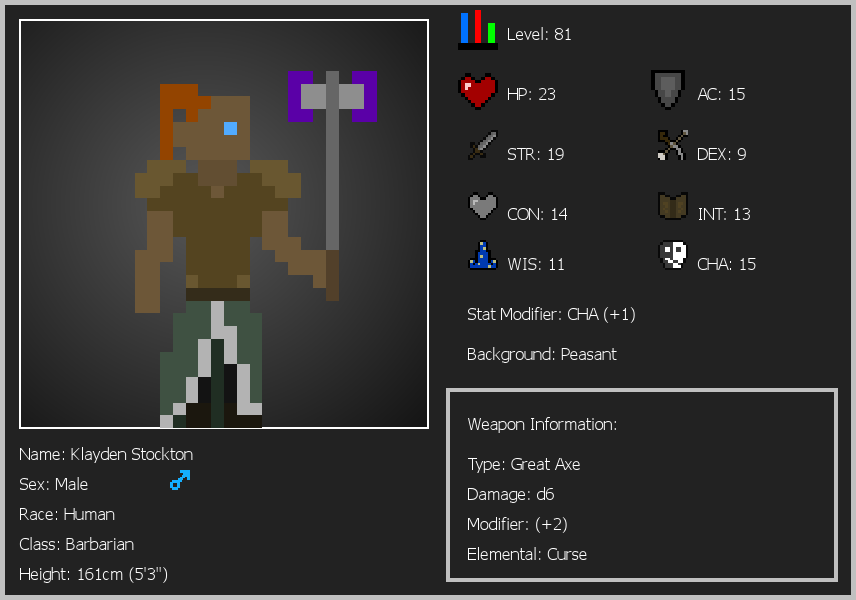 Level: 81
HP: 23
AC: 15
STR: 19
DEX: 9
CON: 14
INT: 13
WIS: 11
CHA: 15
Stat Modifier: CHA (+1)
Background: Peasant
Weapon Information:
Type: Great Axe
Damage: d6
Modifier: (+2)
Elemental: Curse
Name: Klayden Stockton
Sex: Male
Race: Human
Class: Barbarian
Height: 161cm (5'3")